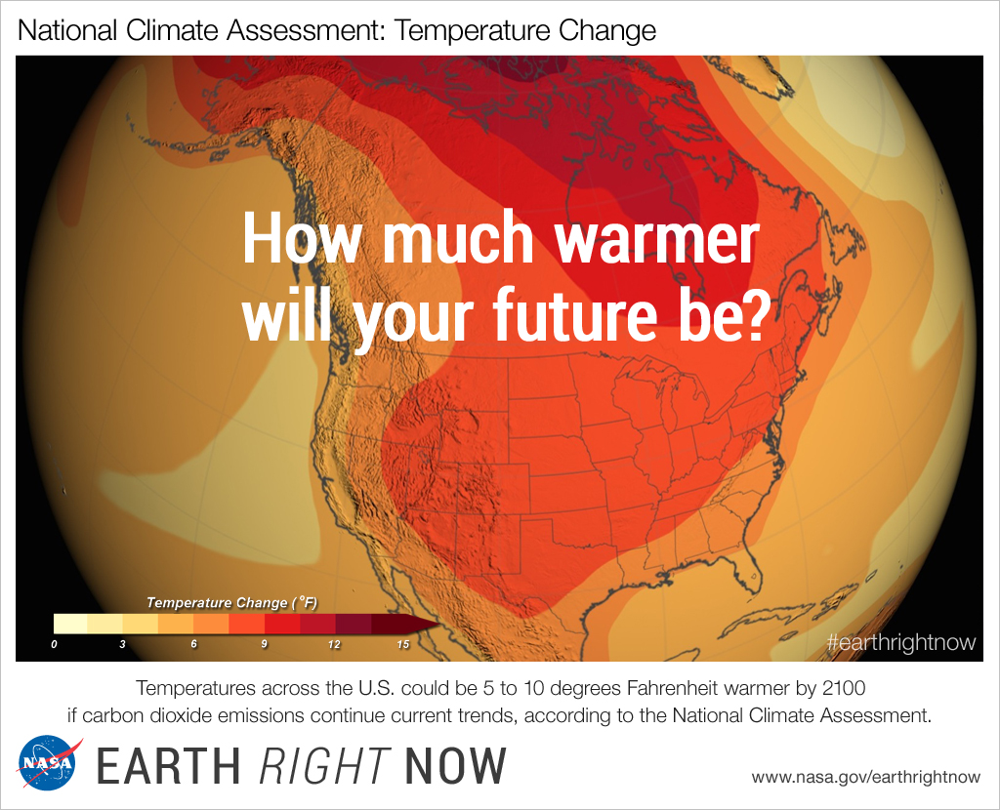 National Climate Assessment: Temperature Change
How much warmer
will your future be?
Temperature Change (°F)
0 3 6 9 12 15
#earthrightnow
Temperatures across the U.S. could be 5 to 10 degrees Fahrenheit warmer by 2100
if carbon dioxide emissions continue current trends, according to the National Climate Assessment.
NASA EARTH RIGHT NOW
www.nasa.gov/earthrightnow